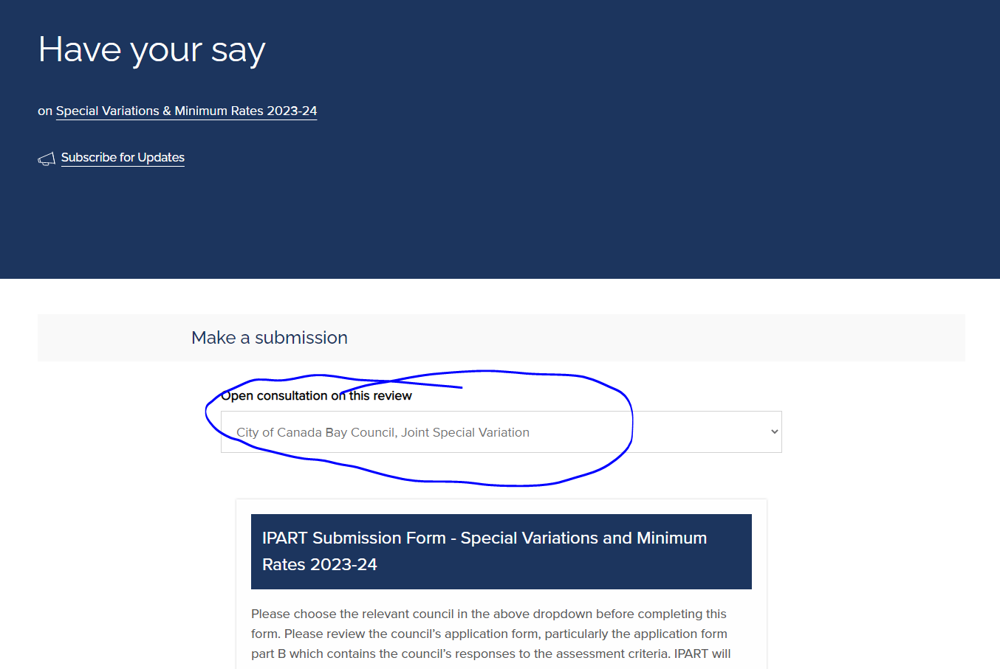 Have your say
on Special Variations & Minimum Rates 2023-24
Subscribe for Updates
Make a submission
Open consultation on this review
City of Canada Bay Council, Joint Special Variation
IPART Submission Form - Special Variations and Minimum
Rates 2023-24
Please choose the relevant council in the above dropdown before completing this
form. Please review the council’s application form, particularly the application form
part B which contains the council’s responses to the assessment criteria. IPART will